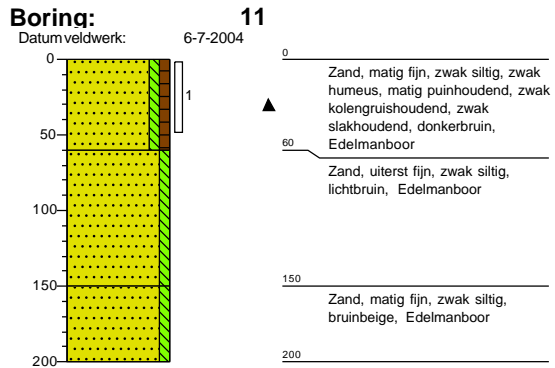 Boring: 11
Datum veldwerk: 6-7-2004
0
50
100
150
200
1
0
Zand, matig fijn, zwak siltig, zwak
humeus, matig puinhoudend, zwak
kolengruishoudend, zwak
slakhoudend, donkerbruin,
Edelmanboor
60
Zand, uiterst fijn, zwak siltig,
lichtbruin, Edelmanboor
150
Zand, matig fijn, zwak siltig,
bruinbeige, Edelmanboor
200